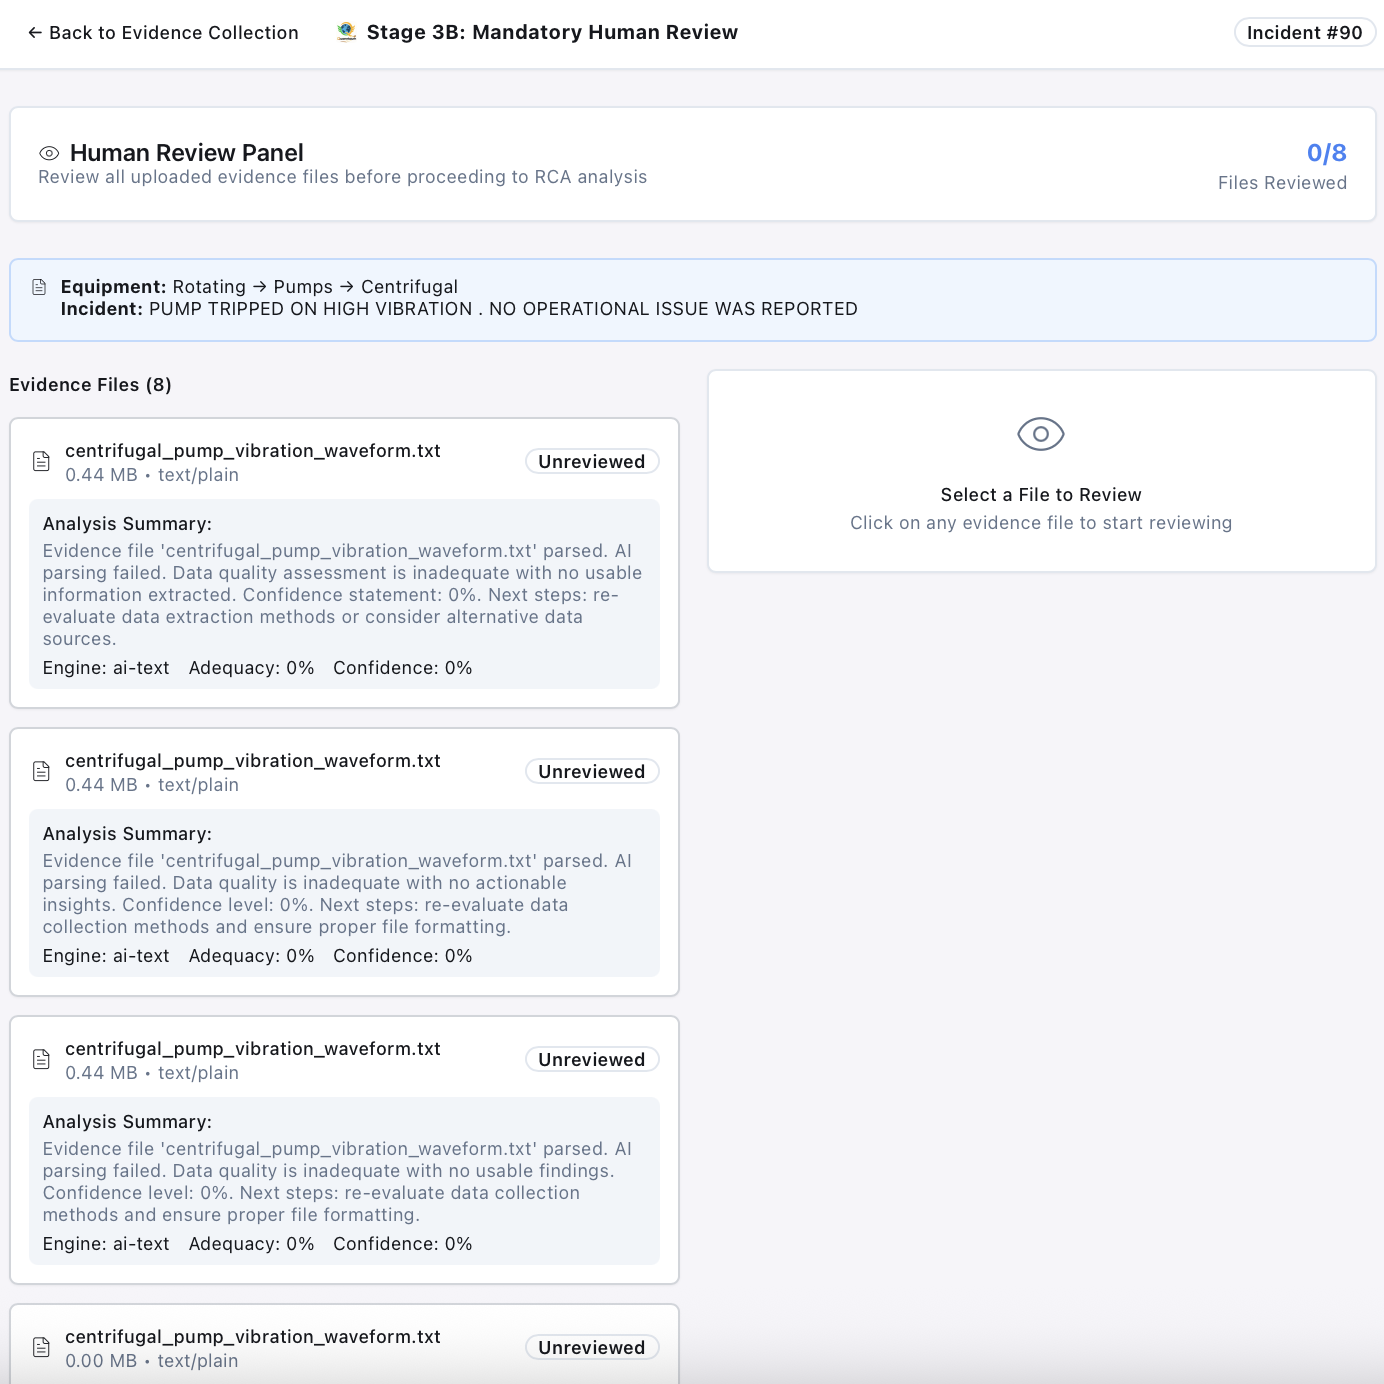 ← Back to Evidence Collection
Stage 3B: Mandatory Human Review
Incident #90
Human Review Panel
Review all uploaded evidence files before proceeding to RCA analysis
0/8
Files Reviewed
Equipment: Rotating → Pumps → Centrifugal
Incident: PUMP TRIPPED ON HIGH VIBRATION . NO OPERATIONAL ISSUE WAS REPORTED
Evidence Files (8)
centrifugal_pump_vibration_waveform.txt
0.44 MB • text/plain
Unreviewed
Analysis Summary:
Evidence file 'centrifugal_pump_vibration_waveform.txt' parsed. AI
parsing failed. Data quality assessment is inadequate with no usable
information extracted. Confidence statement: 0%. Next steps: re-
evaluate data extraction methods or consider alternative data
sources.
Engine: ai-text Adequacy: 0% Confidence: 0%
centrifugal_pump_vibration_waveform.txt
0.44 MB • text/plain
Unreviewed
Analysis Summary:
Evidence file 'centrifugal_pump_vibration_waveform.txt' parsed. AI
parsing failed. Data quality is inadequate with no actionable
insights. Confidence level: 0%. Next steps: re-evaluate data
collection methods and ensure proper file formatting.
Engine: ai-text Adequacy: 0% Confidence: 0%
centrifugal_pump_vibration_waveform.txt
0.44 MB • text/plain
Unreviewed
Analysis Summary:
Evidence file 'centrifugal_pump_vibration_waveform.txt' parsed. AI
parsing failed. Data quality is inadequate with no usable findings.
Confidence level: 0%. Next steps: re-evaluate data collection
methods and ensure proper file formatting.
Engine: ai-text Adequacy: 0% Confidence: 0%
centrifugal_pump_vibration_waveform.txt
0.00 MB • text/plain
Unreviewed
Select a File to Review
Click on any evidence file to start reviewing